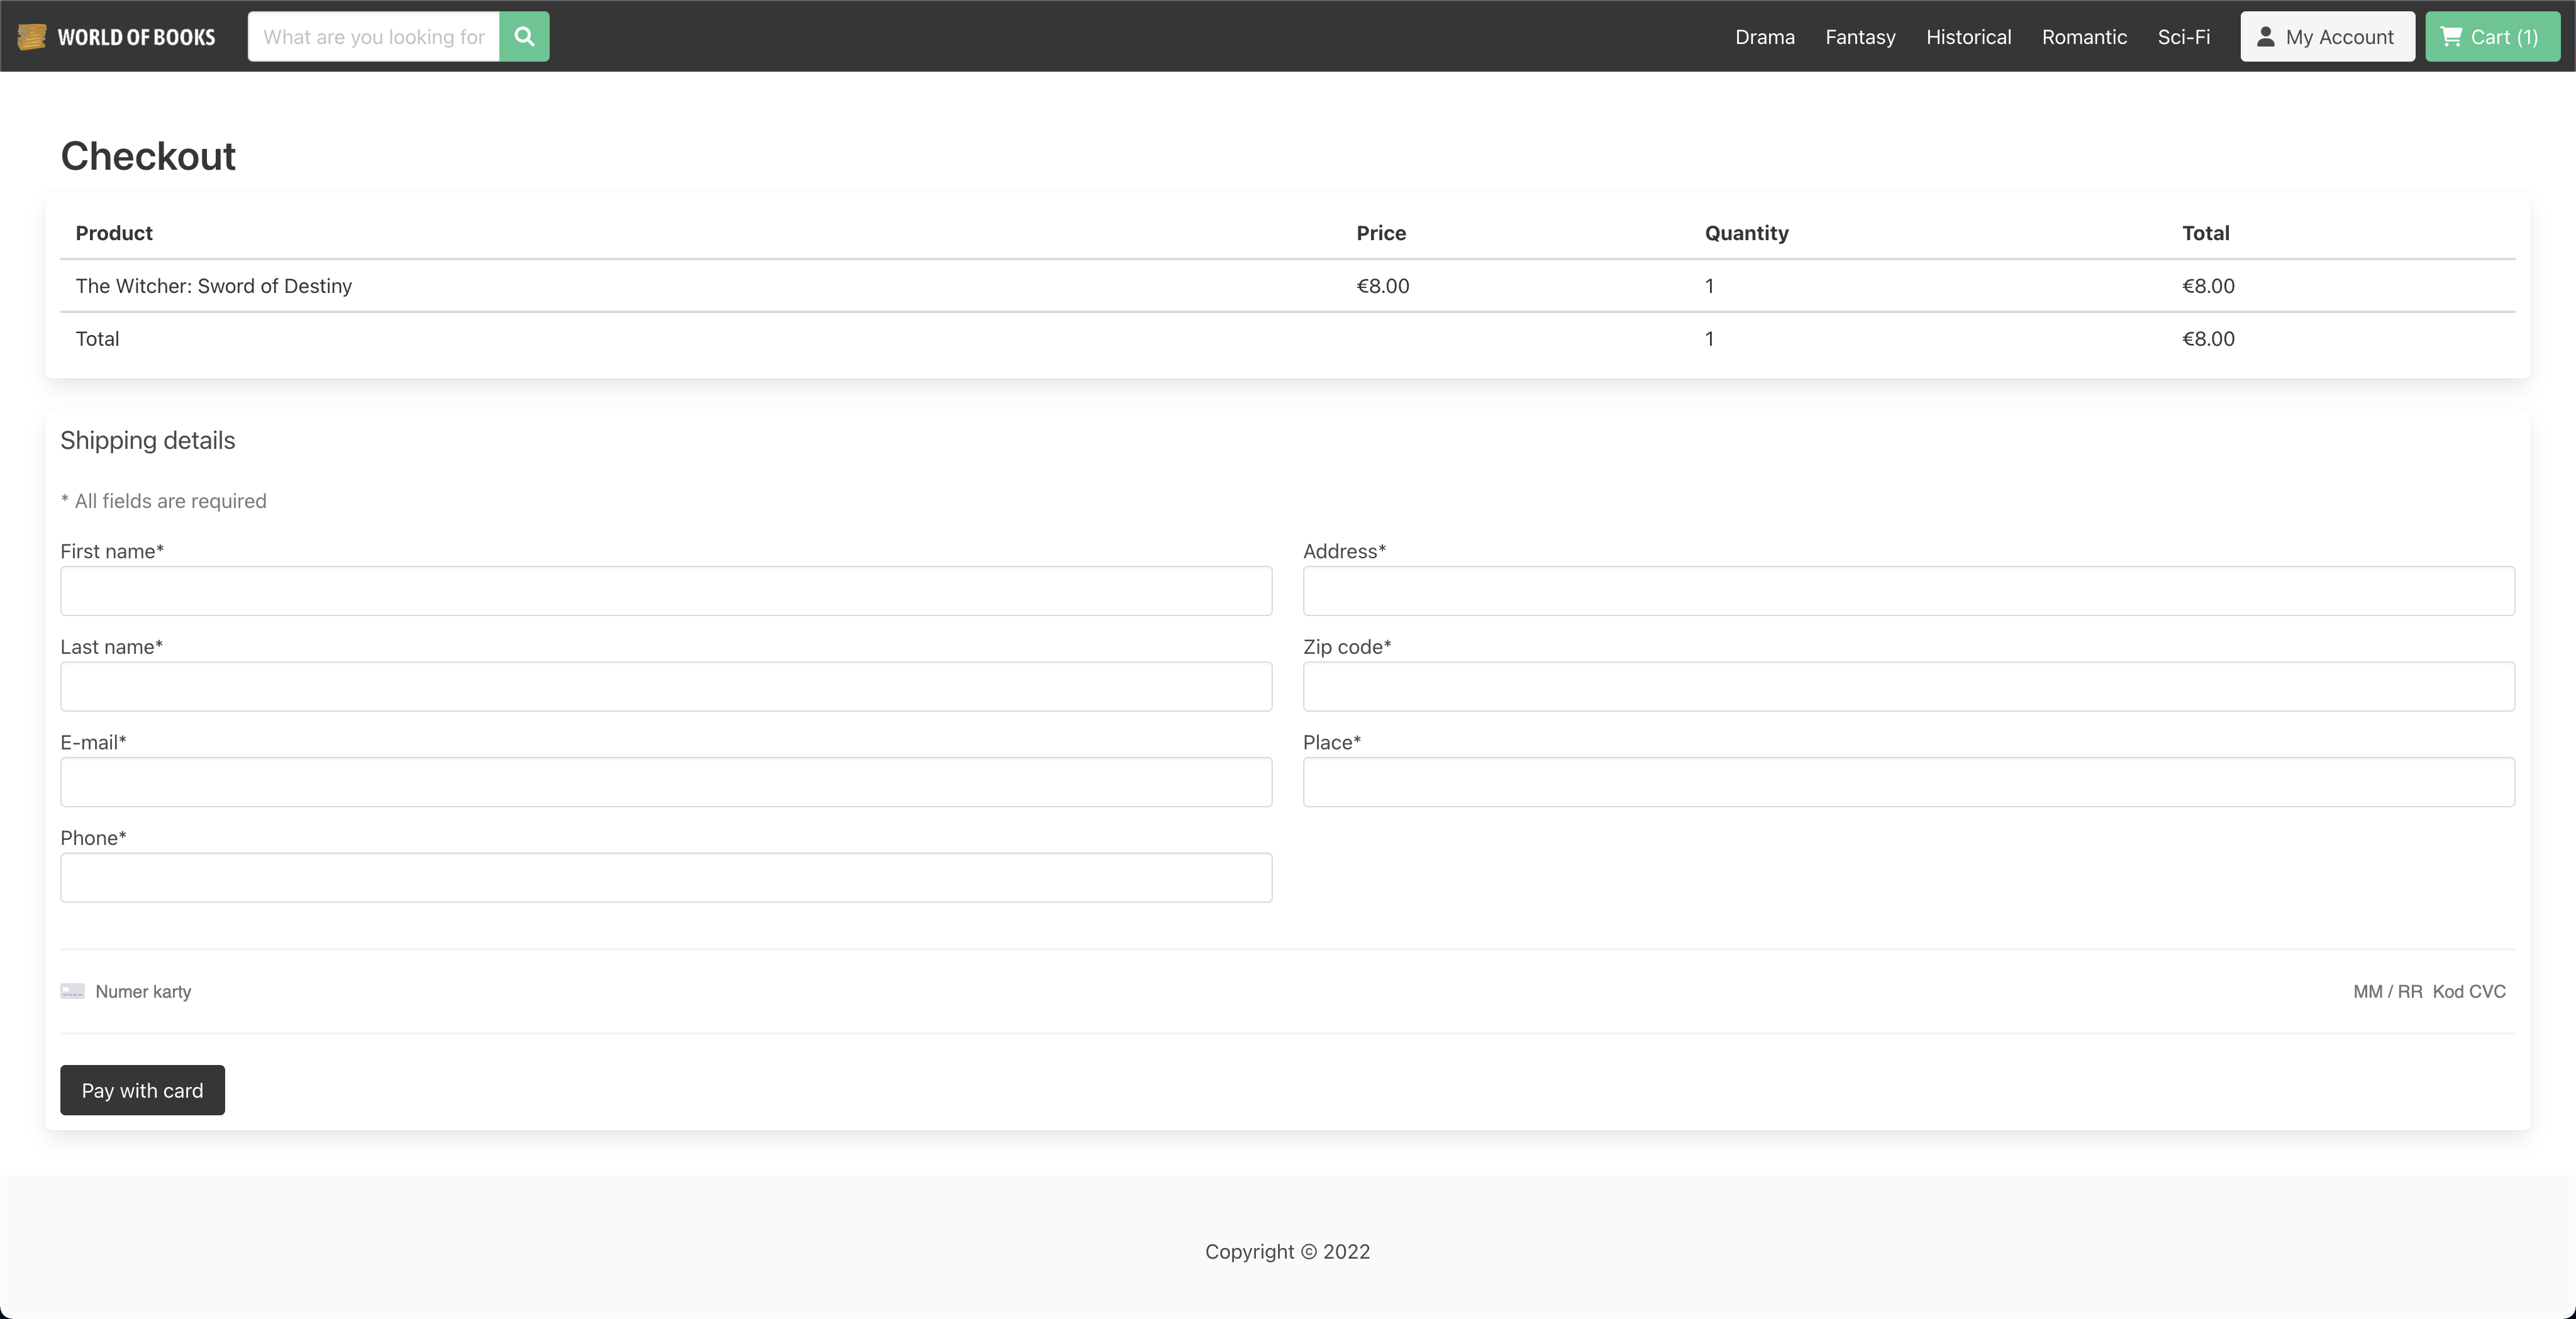 WORLD OF BOOKS What are you looking for Drama Fantasy Historical Romantic Sci-Fi My Account Cart (1)
Checkout
Product Price Quantity Total
The Witcher: Sword of Destiny €8.00 1 €8.00
Total 1 €8.00
Shipping details
* All fields are required
First name* Address*
Last name* Zip code*
E-mail* Place*
Phone*
Numer karty MM / RR Kod CVC
Pay with card
Copyright © 2022